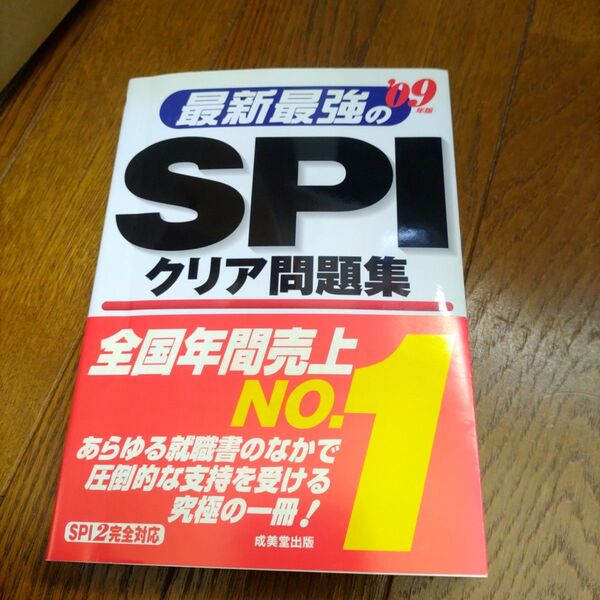 最新最強の
'09年版
SPI
クリア問題集
全国年間売上
NO.1
あらゆる就職書のなかで
圧倒的な支持を受ける
究極の一冊!
SPI2完全対応
成美堂出版